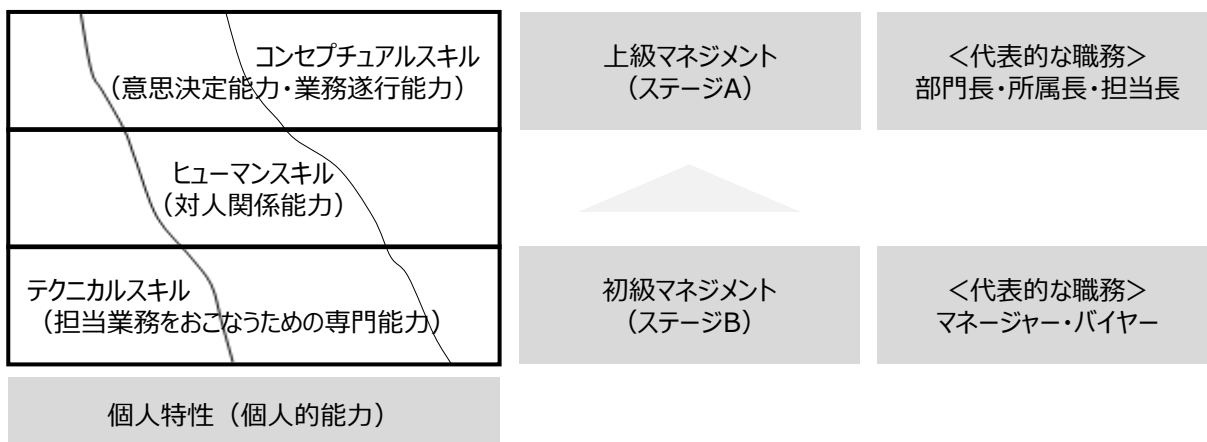 コンセプチュアルスキル
（意思決定能力・業務遂行能力）
上級マネジメント
（ステージA）
＜代表的な職務＞
部門長・所属長・担当長
ヒューマンスキル
（対人関係能力）
テクニカルスキル
（担当業務をおこなうための専門能力）
初級マネジメント
（ステージB）
＜代表的な職務＞
マネージャー・バイヤー
個人特性（個人的能力）